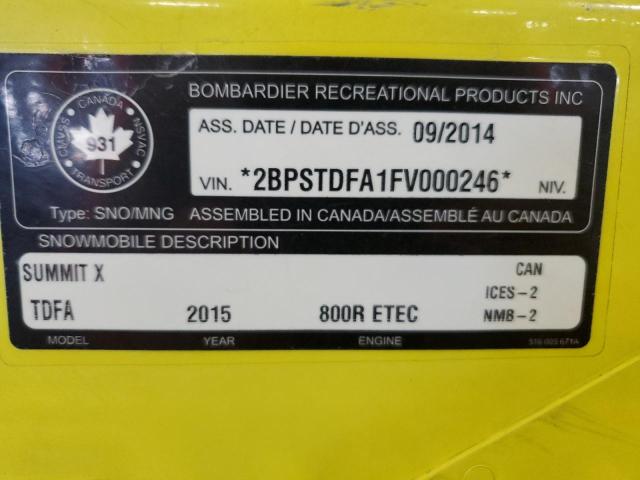 CANADA
CMVSS
NSVAC
931
TRANSPORT
BOMBARDIER RECREATIONAL PRODUCTS INC
ASS. DATE / DATE D'ASS. 09/2014
VIN. *2BPSTDFA1FV000246* NIV.
Type: SNO/MNG ASSEMBLED IN CANADA/ASSEMBLÉ AU CANADA
SNOWMOBILE DESCRIPTION
SUMMIT X CAN
ICES-2
TDFA 2015 800R ETEC NMB-2
MODEL YEAR ENGINE